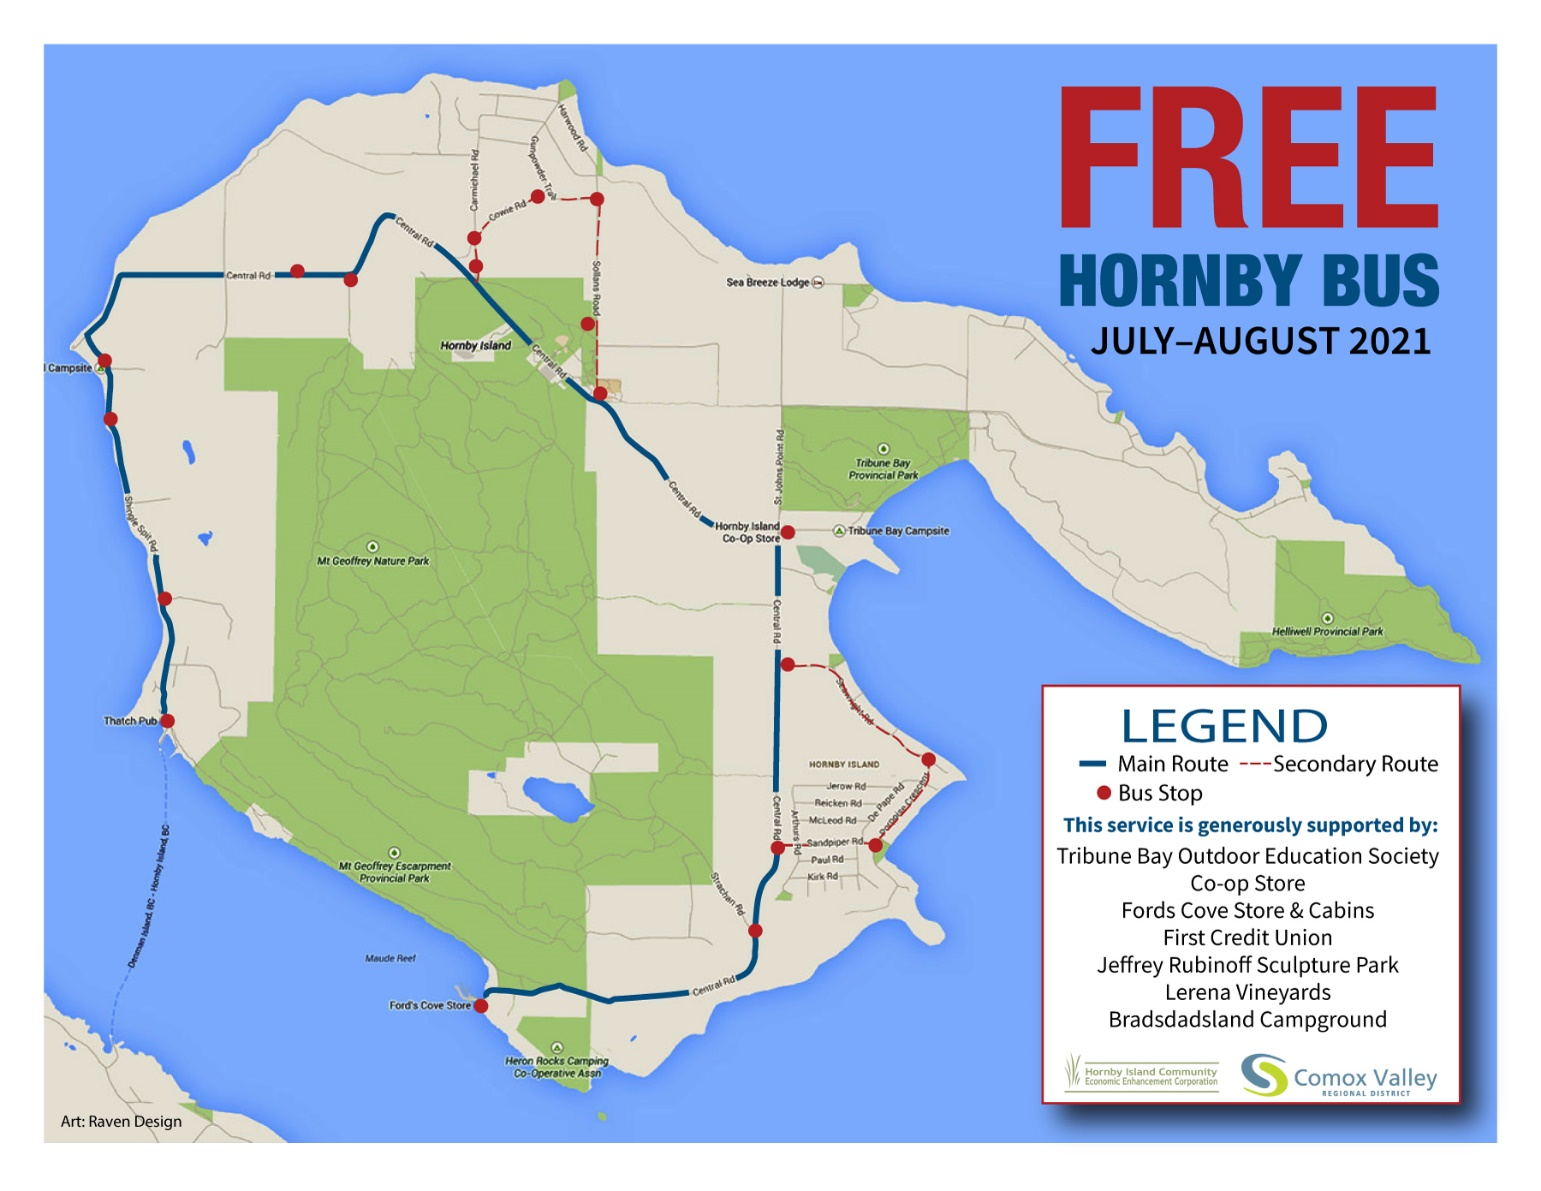 FREE
HORNBY BUS
JULY–AUGUST 2021
Harwood Rd
Gunpowder Trail
Carmichael Rd
Cowie Rd
Central Rd
Central Rd
Sollans Road
Sea Breeze Lodge
Hornby Island
Central Rd
l Campsite
St Johns Point Rd
Tribune Bay
Provincial Park
Central Rd
Shingle Spit Rd
Hornby Island
Co-Op Store
Tribune Bay Campsite
Mt Geoffrey Nature Park
Central Rd
Helliwell Provincial Park
Seawright Rd
Thatch Pub
HORNBY ISLAND
Jerow Rd
Reicken Rd
De Pape Rd
Porpoise Crescent
McLeod Rd
Central Rd
Arthurs Rd
Sandpiper Rd
Paul Rd
Kirk Rd
Mt Geoffrey Escarpment
Provincial Park
Strachan Rd
Denman Island, BC - Hornby Island, BC
Maude Reef
Central Rd
Ford's Cove Store
Heron Rocks Camping
Co-Operative Assn
Art: Raven Design
LEGEND
Main Route Secondary Route
Bus Stop
This service is generously supported by:
Tribune Bay Outdoor Education Society
Co-op Store
Fords Cove Store & Cabins
First Credit Union
Jeffrey Rubinoff Sculpture Park
Lerena Vineyards
Bradsdadsland Campground
Hornby Island Community
Economic Enhancement Corporation
Comox Valley
REGIONAL DISTRICT